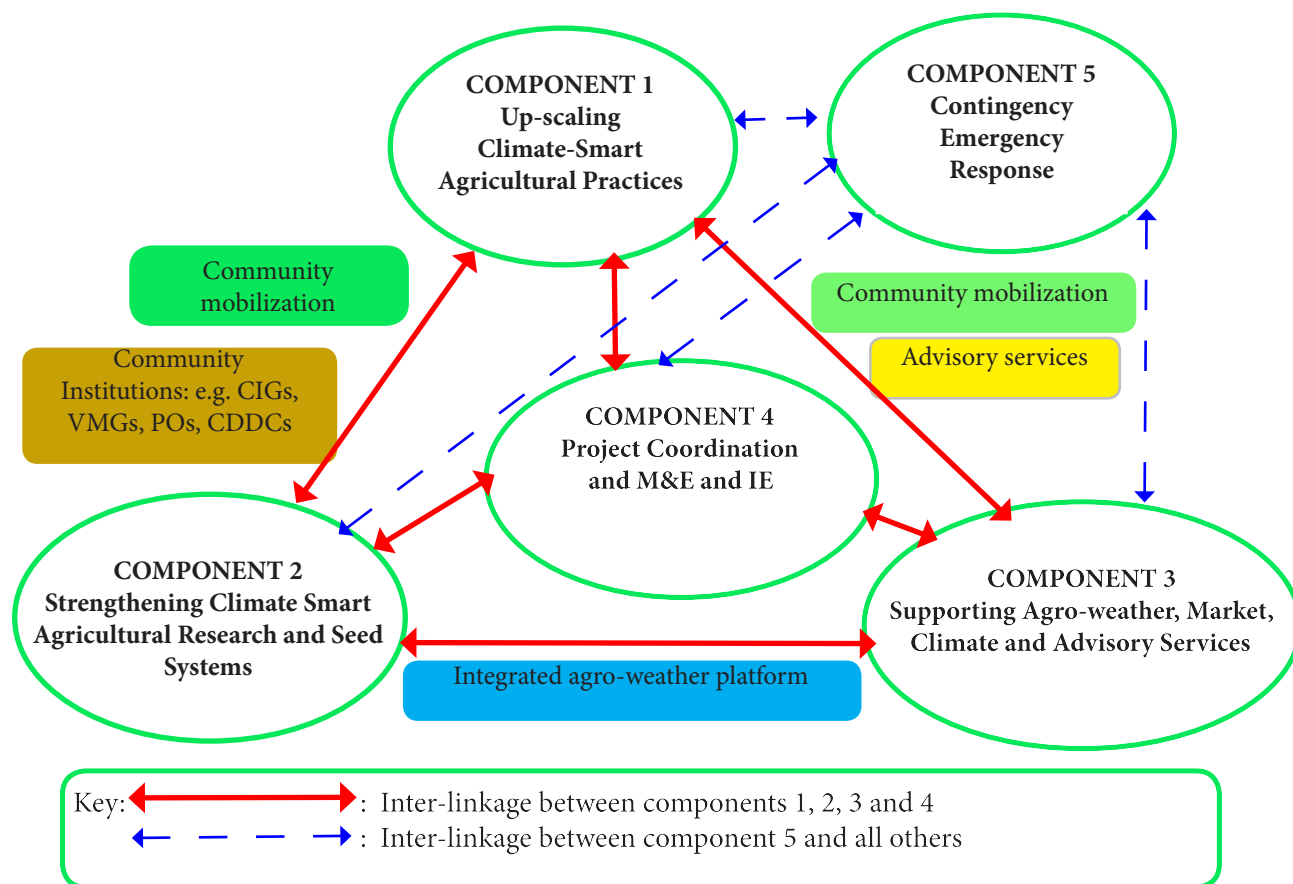 COMPONENT 1
Up-scaling
Climate-Smart
Agricultural Practices
COMPONENT 5
Contingency
Emergency
Response
Community
mobilization
Community mobilization
Advisory services
Community
Institutions: e.g. CIGs,
VMGs, POs, CDDCs
COMPONENT 4
Project Coordination
and M&E and IE
COMPONENT 2
Strengthening Climate Smart
Agricultural Research and Seed
Systems
COMPONENT 3
Supporting Agro-weather, Market,
Climate and Advisory Services
Integrated agro-weather platform
Key: : Inter-linkage between components 1, 2, 3 and 4
: Inter-linkage between component 5 and all others